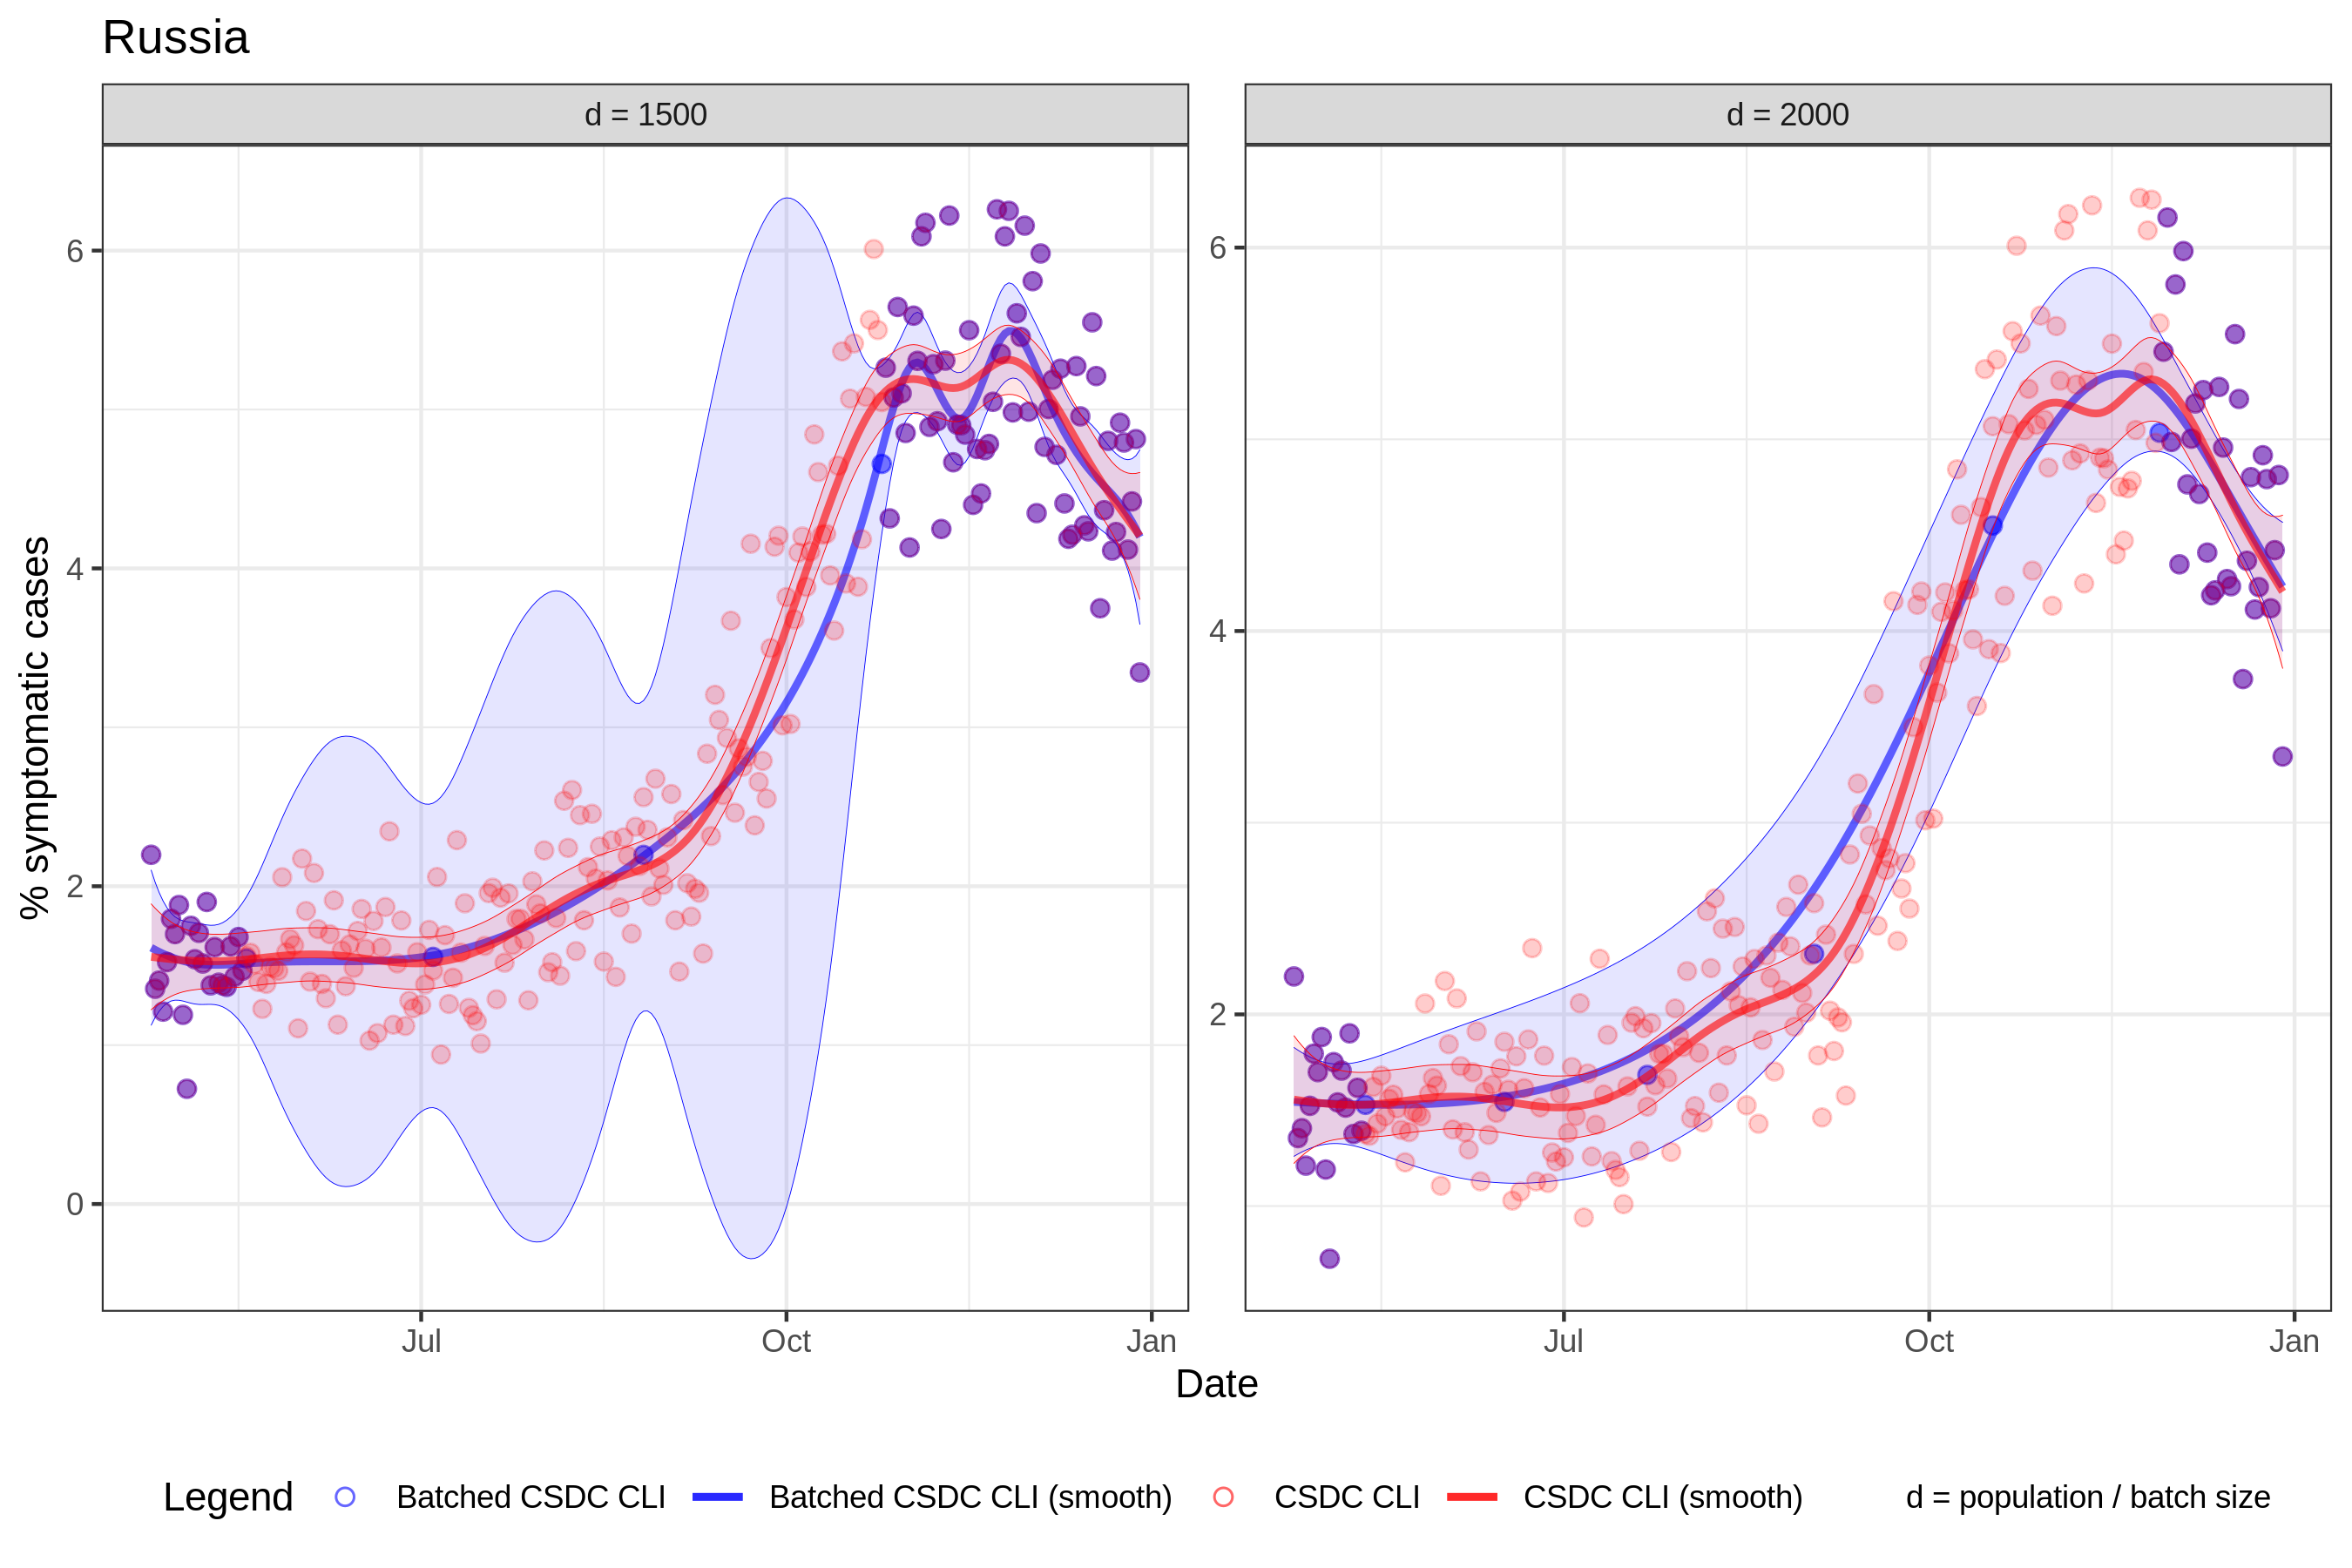 Russia
d = 1500
d = 2000
% symptomatic cases
6
4
2
0
6
4
2
Jul
Oct
Jan
Jul
Oct
Jan
Date
Legend
Batched CSDC CLI
Batched CSDC CLI (smooth)
CSDC CLI
CSDC CLI (smooth)
d = population / batch size